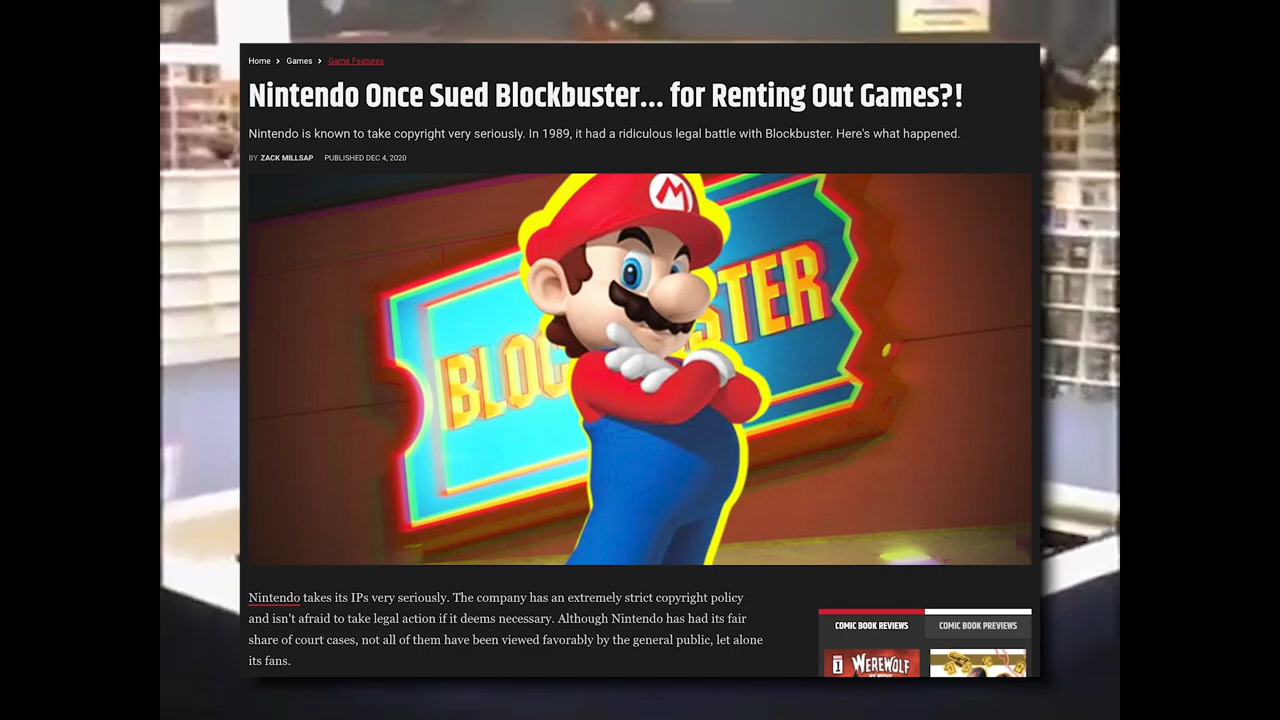 Home > Games > Game Features
Nintendo Once Sued Blockbuster... for Renting Out Games?!
Nintendo is known to take copyright very seriously. In 1989, it had a ridiculous legal battle with Blockbuster. Here's what happened.
BY ZACK MILLSAP PUBLISHED DEC 4, 2020
M
BLOC STER
Nintendo takes its IPs very seriously. The company has an extremely strict copyright policy
and isn't afraid to take legal action if it deems necessary. Although Nintendo has had its fair
share of court cases, not all of them have been viewed favorably by the general public, let alone
its fans.
COMIC BOOK REVIEWS COMIC BOOK PREVIEWS
1 WEREWOLF